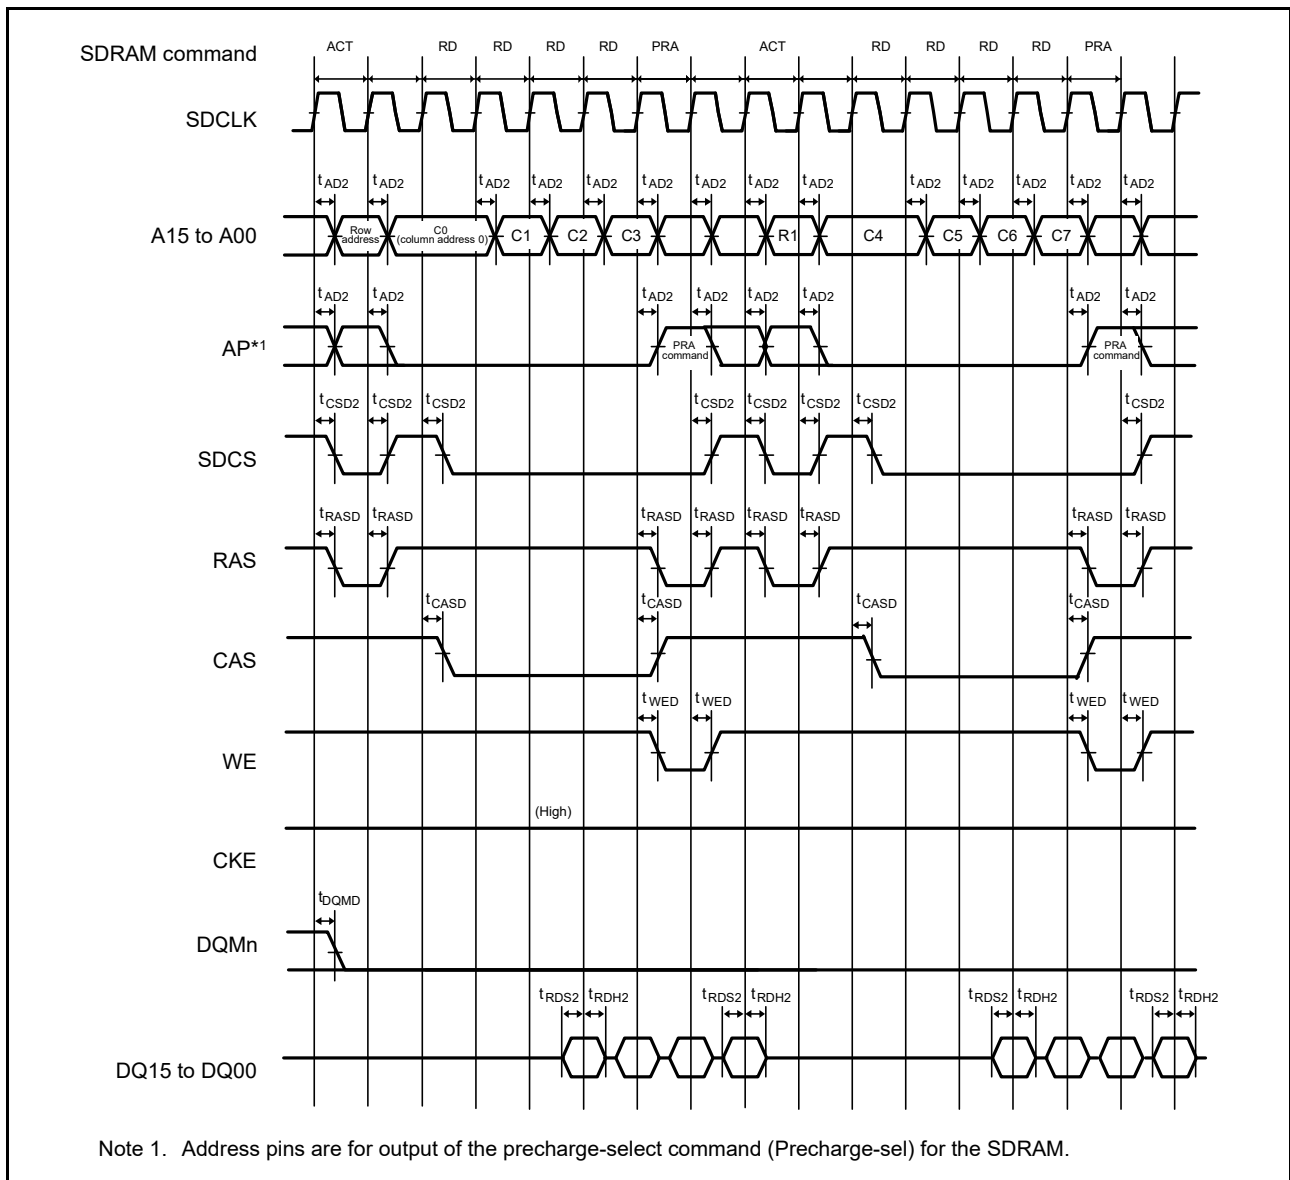 SDRAM command
ACT RD RD RD RD PRA ACT RD RD RD RD PRA
SDCLK
tAD2 tAD2 tAD2 tAD2 tAD2 tAD2 tAD2 tAD2 tAD2 tAD2 tAD2 tAD2 tAD2 tAD2
A15 to A00
Row address C0 (column address 0) C1 C2 C3 R1 C4 C5 C6 C7
tAD2 tAD2 tAD2 tAD2 tAD2 tAD2 tAD2 tAD2
AP*1
PRA command PRA command
tCSD2 tCSD2 tCSD2 tCSD2 tCSD2 tCSD2 tCSD2 tCSD2
SDCS
tRASD tRASD tRASD tRASD tRASD tRASD tRASD tRASD
RAS
tCASD tCASD tCASD tCASD
CAS
tWED tWED tWED tWED
WE
(High)
CKE
tDQMD
DQMn
tRDS2 tRDH2 tRDS2 tRDH2 tRDS2 tRDH2 tRDS2 tRDH2
DQ15 to DQ00
Note 1. Address pins are for output of the precharge-select command (Precharge-sel) for the SDRAM.